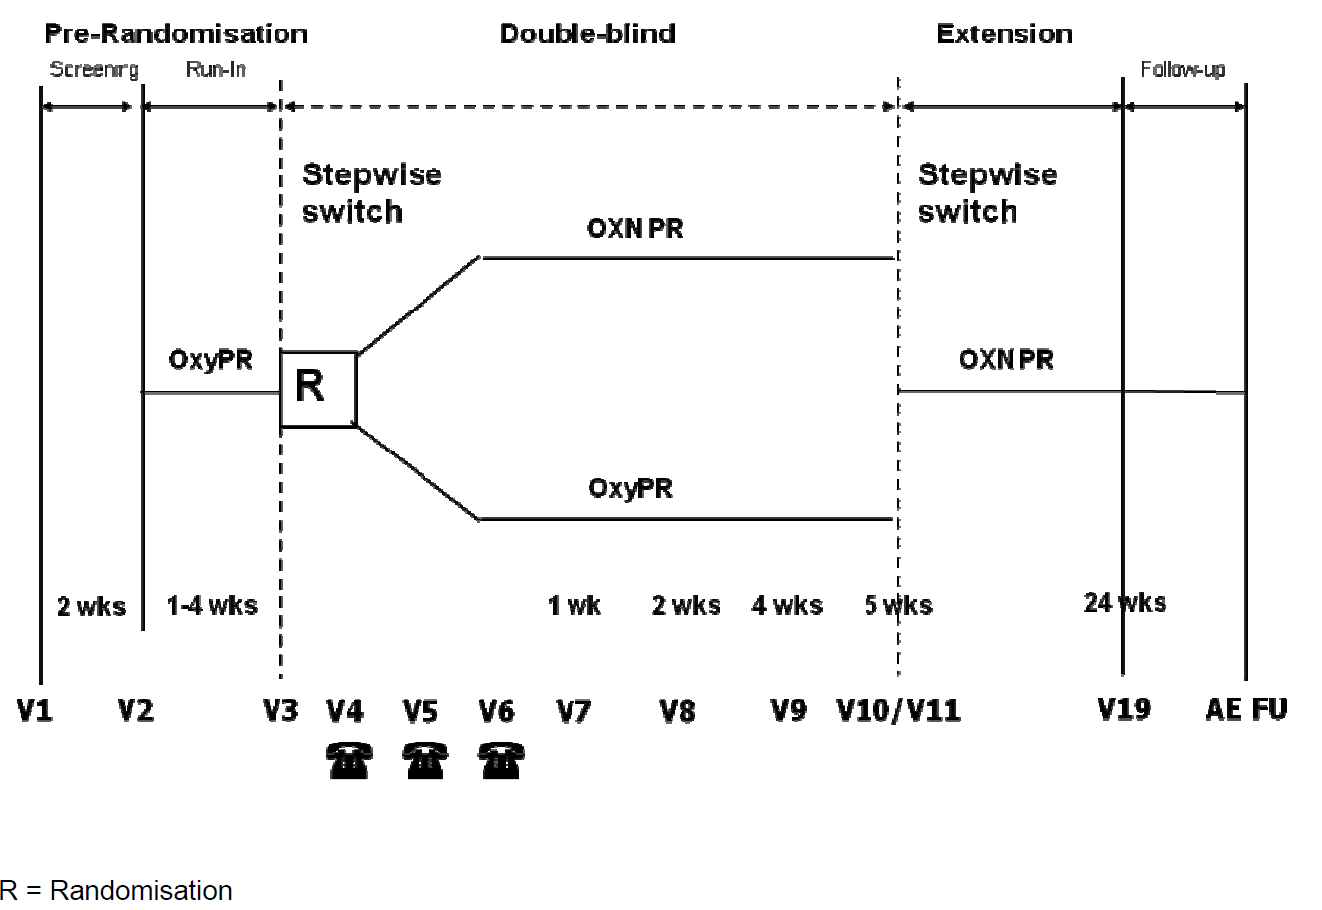 Pre-Randomisation Double-blind Extension
Screening Run-In Follow-up
Stepwise
switch
Stepwise
switch
OXN PR
OxyPR
R
OXN PR
OxyPR
2 wks 1-4 wks 1 wk 2 wks 4 wks 5 wks 24 wks
V1 V2 V3 V4 V5 V6 V7 V8 V9 V10/V11 V19 AE FU
R = Randomisation